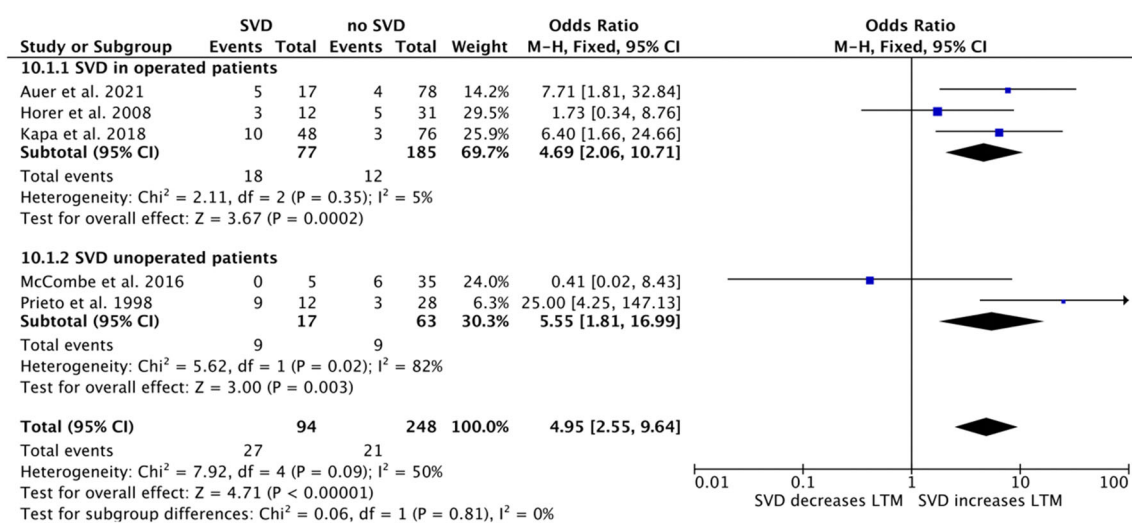 SVD no SVD Odds Ratio Odds Ratio
Study or Subgroup Events Total Events Total Weight M-H, Fixed, 95% CI M-H, Fixed, 95% CI
10.1.1 SVD in operated patients
Auer et al. 2021 5 17 4 78 14.2% 7.71 [1.81, 32.84]
Horer et al. 2008 3 12 5 31 29.5% 1.73 [0.34, 8.76]
Kapa et al. 2018 10 48 3 76 25.9% 6.40 [1.66, 24.66]
Subtotal (95% CI) 77 185 69.7% 4.69 [2.06, 10.71]
Total events 18 12
Heterogeneity: Chi² = 2.11, df = 2 (P = 0.35); I² = 5%
Test for overall effect: Z = 3.67 (P = 0.0002)
10.1.2 SVD unoperated patients
McCombe et al. 2016 0 5 6 35 24.0% 0.41 [0.02, 8.43]
Prieto et al. 1998 9 12 3 28 6.3% 25.00 [4.25, 147.13]
Subtotal (95% CI) 17 63 30.3% 5.55 [1.81, 16.99]
Total events 9 9
Heterogeneity: Chi² = 5.62, df = 1 (P = 0.02); I² = 82%
Test for overall effect: Z = 3.00 (P = 0.003)
Total (95% CI) 94 248 100.0% 4.95 [2.55, 9.64]
Total events 27 21
Heterogeneity: Chi² = 7.92, df = 4 (P = 0.09); I² = 50%
Test for overall effect: Z = 4.71 (P < 0.00001)
Test for subgroup differences: Chi² = 0.06, df = 1 (P = 0.81), I² = 0%
0.01 0.1 1 10 100
SVD decreases LTM SVD increases LTM